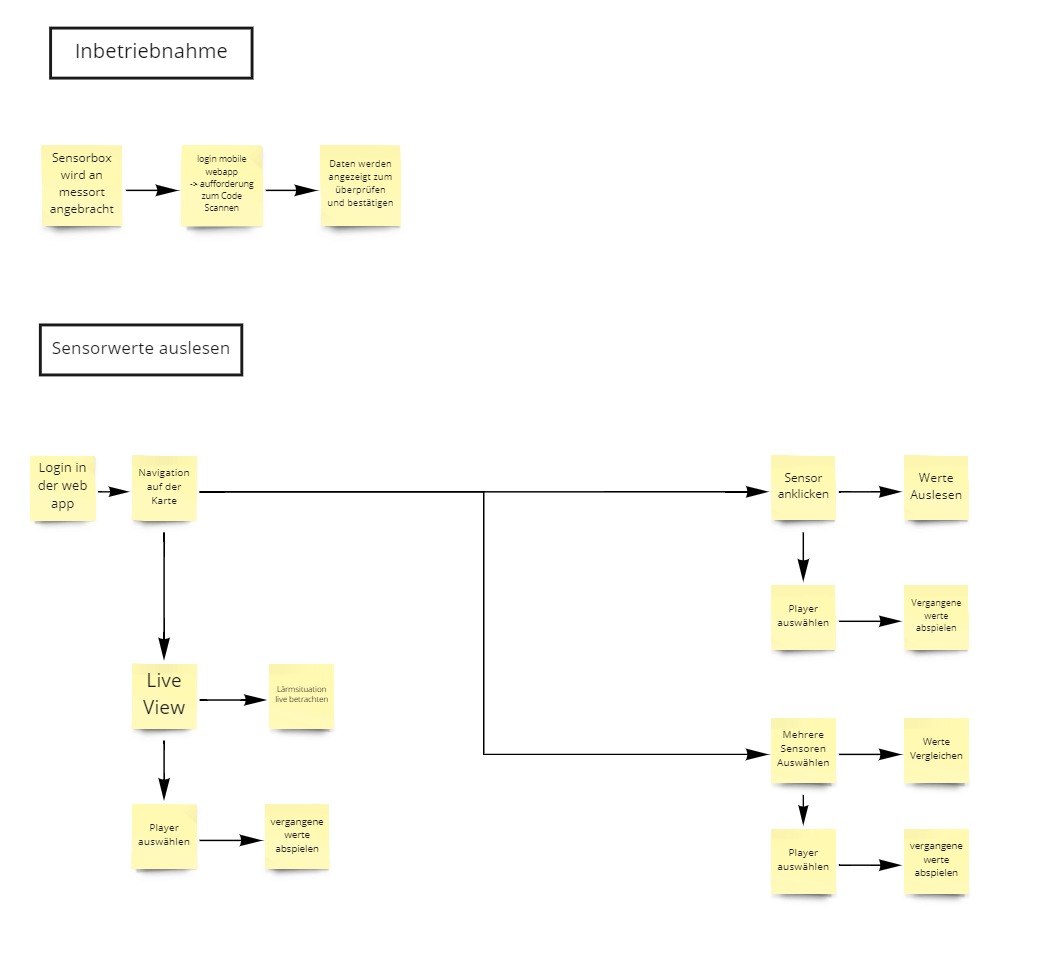 Inbetriebnahme
Sensorbox
wird an
messort
angebracht
login mobile
webapp
-> aufforderung
zum Code
Scannen
Daten werden
angezeigt zum
überprüfen
und bestätigen
Sensorwerte auslesen
Login in
der web
app
Navigation
auf der
Karte
Sensor
anklicken
Werte
Auslesen
Player
auswählen
Vergangene
werte
abspielen
Live
View
Lärmsituation
live betrachten
Mehrere
Sensoren
Auswählen
Werte
Vergleichen
Player
auswählen
vergangene
werte
abspielen
Player
auswählen
vergangene
werte
abspielen